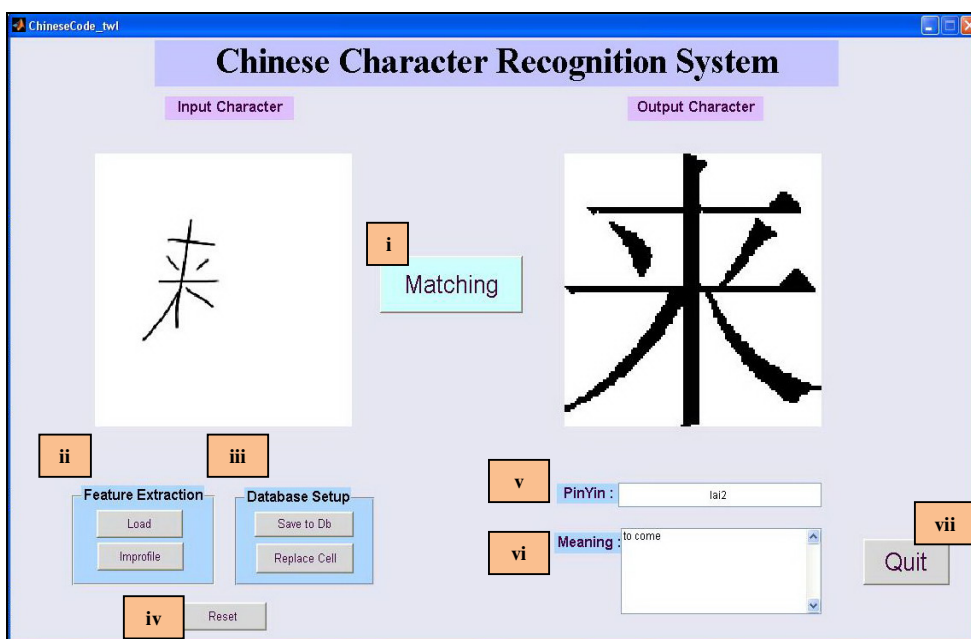 ChineseCode_twl
Chinese Character Recognition System
Input Character
Output Character
来
来
i
Matching
ii
iii
Feature Extraction
Load
Improfile
Database Setup
Save to Db
Replace Cell
iv
Reset
v
PinYin :
lai2
vi
Meaning :
to come
vii
Quit